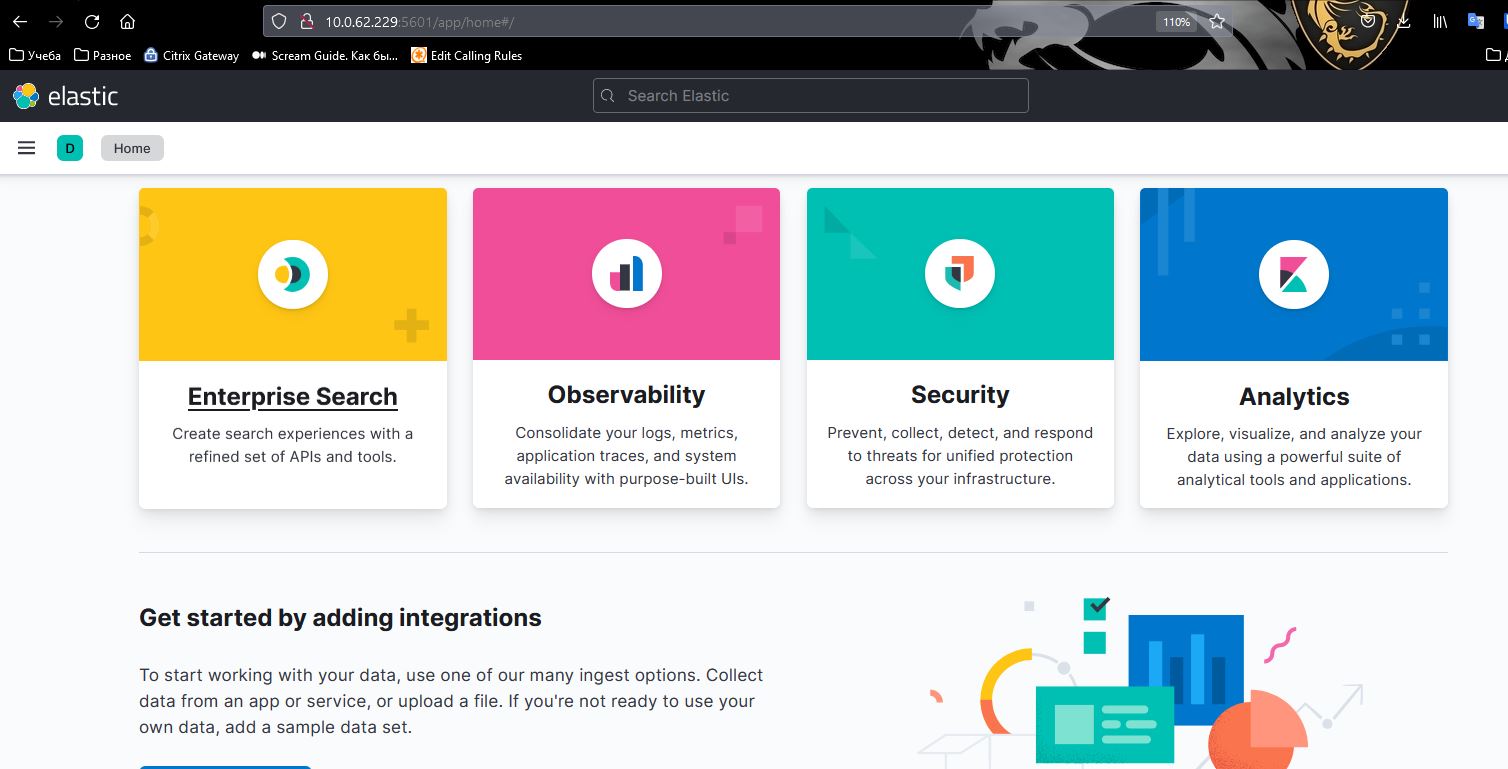 10.0.62.229:5601/app/home#/
110%
Учеба Разное Citrix Gateway Scream Guide. Как бы... Edit Calling Rules
elastic Search Elastic
D Home
Enterprise Search
Create search experiences with a
refined set of APIs and tools.
Observability
Consolidate your logs, metrics,
application traces, and system
availability with purpose-built UIs.
Security
Prevent, collect, detect, and respond
to threats for unified protection
across your infrastructure.
Analytics
Explore, visualize, and analyze your
data using a powerful suite of
analytical tools and applications.
Get started by adding integrations
To start working with your data, use one of our many ingest options. Collect
data from an app or service, or upload a file. If you're not ready to use your
own data, add a sample data set.